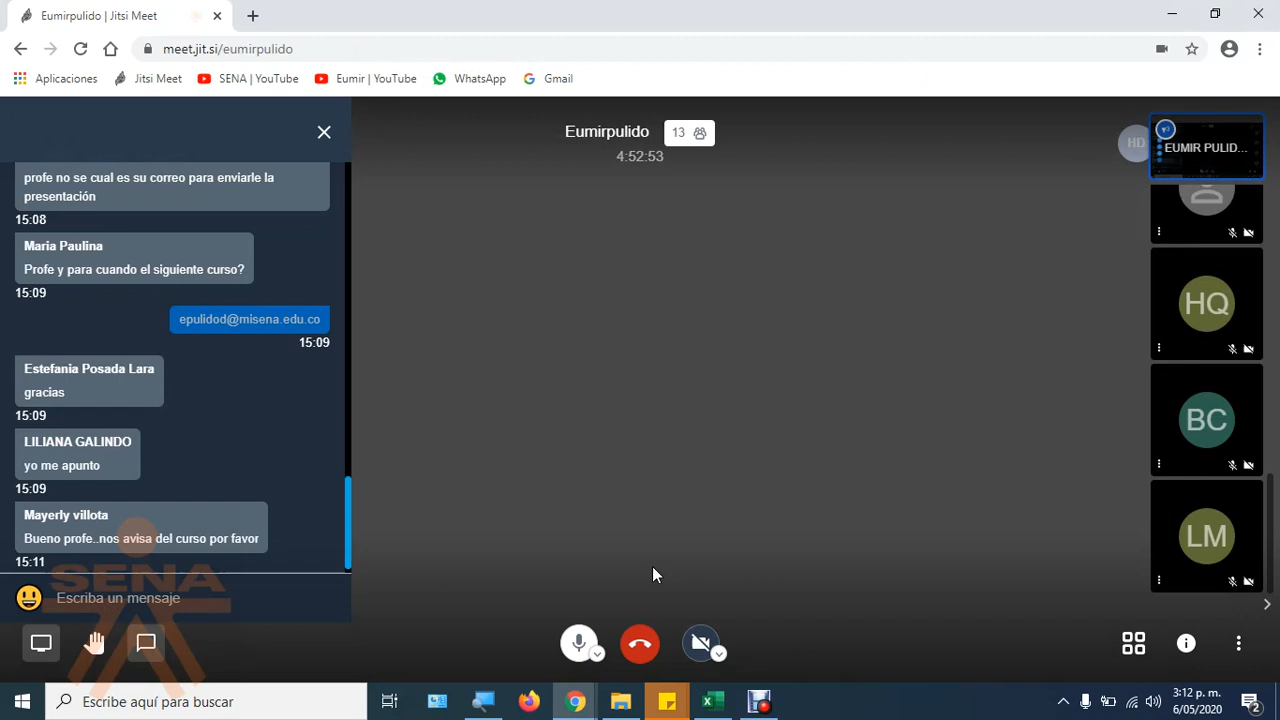 Eumirpulido | Jitsi Meet
meet.jit.si/eumirpulido
Aplicaciones
Jitsi Meet
SENA | YouTube
Eumir | YouTube
WhatsApp
Gmail
profe no se cual es su correo para enviarle la
presentación
15:08
Maria Paulina
Profe y para cuando el siguiente curso?
15:09
epulidod@misena.edu.co
15:09
Estefania Posada Lara
gracias
15:09
LILIANA GALINDO
yo me apunto
15:09
Mayerly villota
Bueno profe..nos avisa del curso por favor
15:11
SENA
Escriba un mensaje
Eumirpulido
13
4:52:53
HD
EUMIR PULID...
HQ
BC
LM
Escribe aquí para buscar
3:12 p. m.
6/05/2020
2